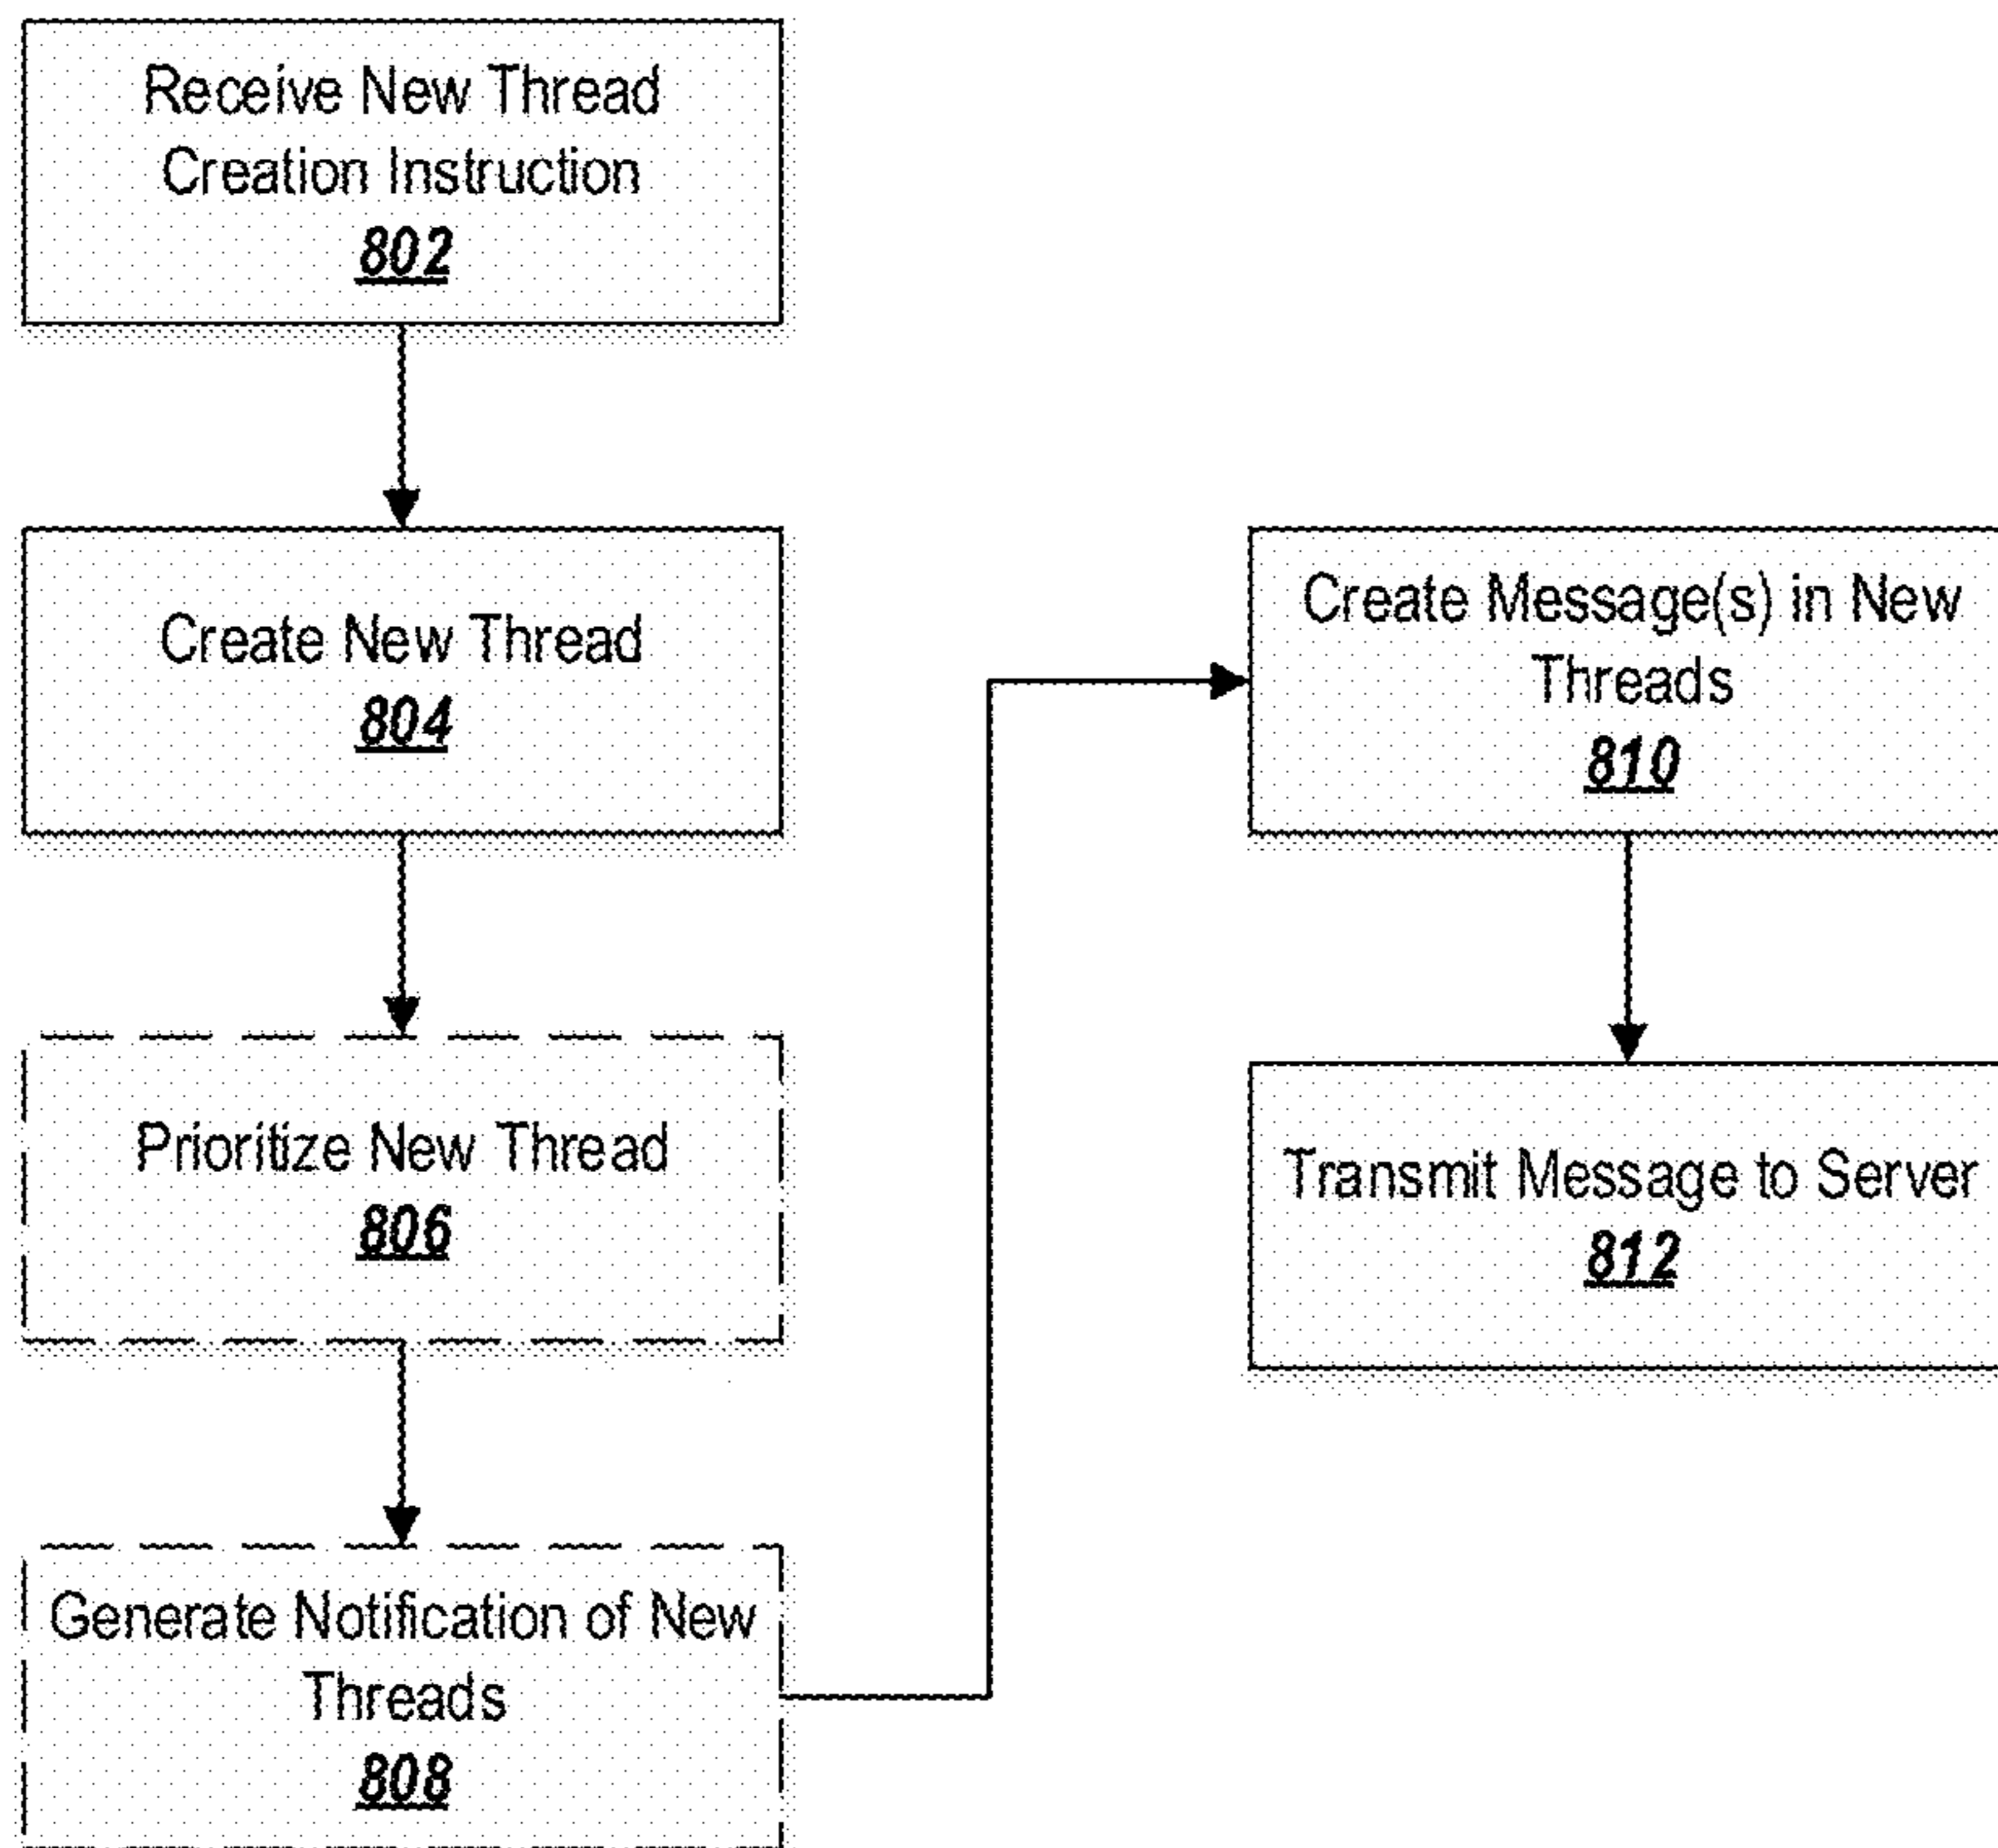 Receive New Thread
Creation Instruction
802
Create New Thread
804
Prioritize New Thread
806
Generate Notification of New
Threads
808
Create Message(s) in New
Threads
810
Transmit Message to Server
812